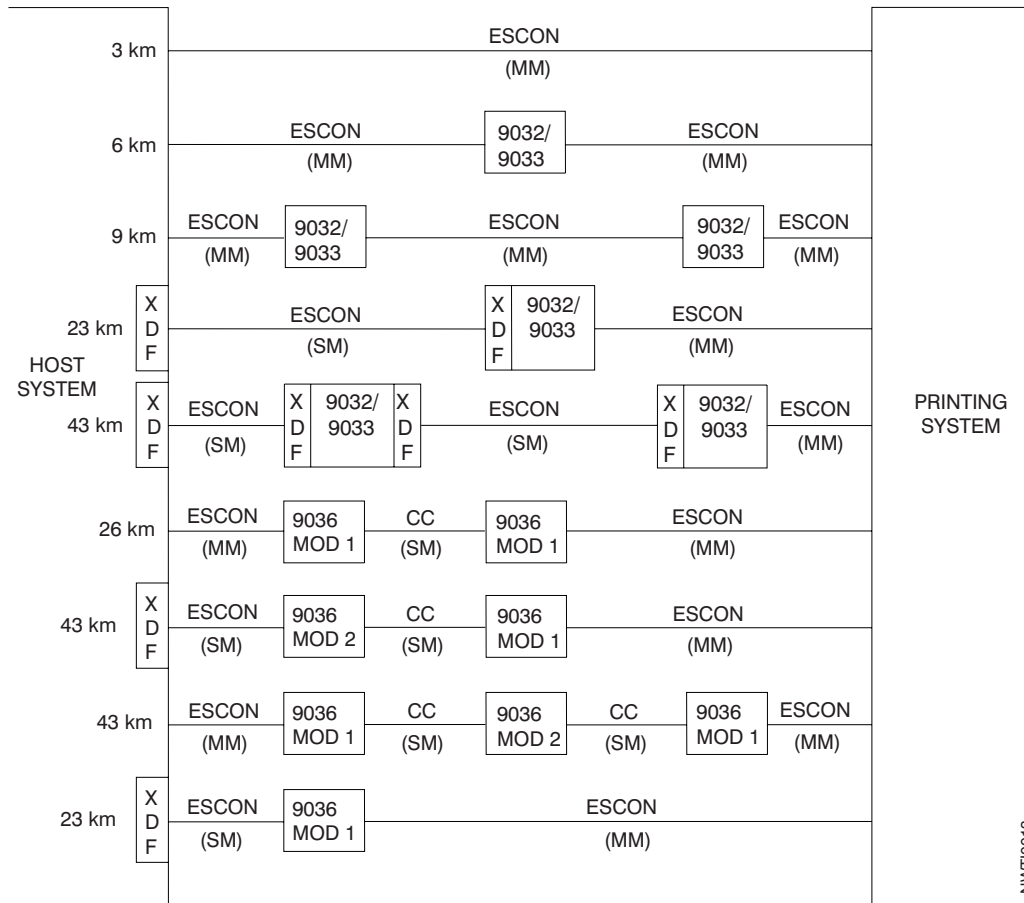 3 km ESCON (MM)
6 km ESCON (MM) 9032/ 9033 ESCON (MM)
9 km ESCON (MM) 9032/ 9033 ESCON (MM) 9032/ 9033 ESCON (MM)
23 km X D F ESCON (SM) X D F 9032/ 9033 ESCON (MM)
HOST SYSTEM
43 km X D F ESCON (SM) X D F 9032/ 9033 X D F ESCON (SM) X D F 9032/ 9033 ESCON (MM)
PRINTING SYSTEM
26 km ESCON (MM) 9036 MOD 1 CC (SM) 9036 MOD 1 ESCON (MM)
43 km X D F ESCON (SM) 9036 MOD 2 CC (SM) 9036 MOD 1 ESCON (MM)
43 km ESCON (MM) 9036 MOD 1 CC (SM) 9036 MOD 2 CC (SM) 9036 MOD 1 ESCON (MM)
23 km X D F ESCON (SM) 9036 MOD 1 ESCON (MM)